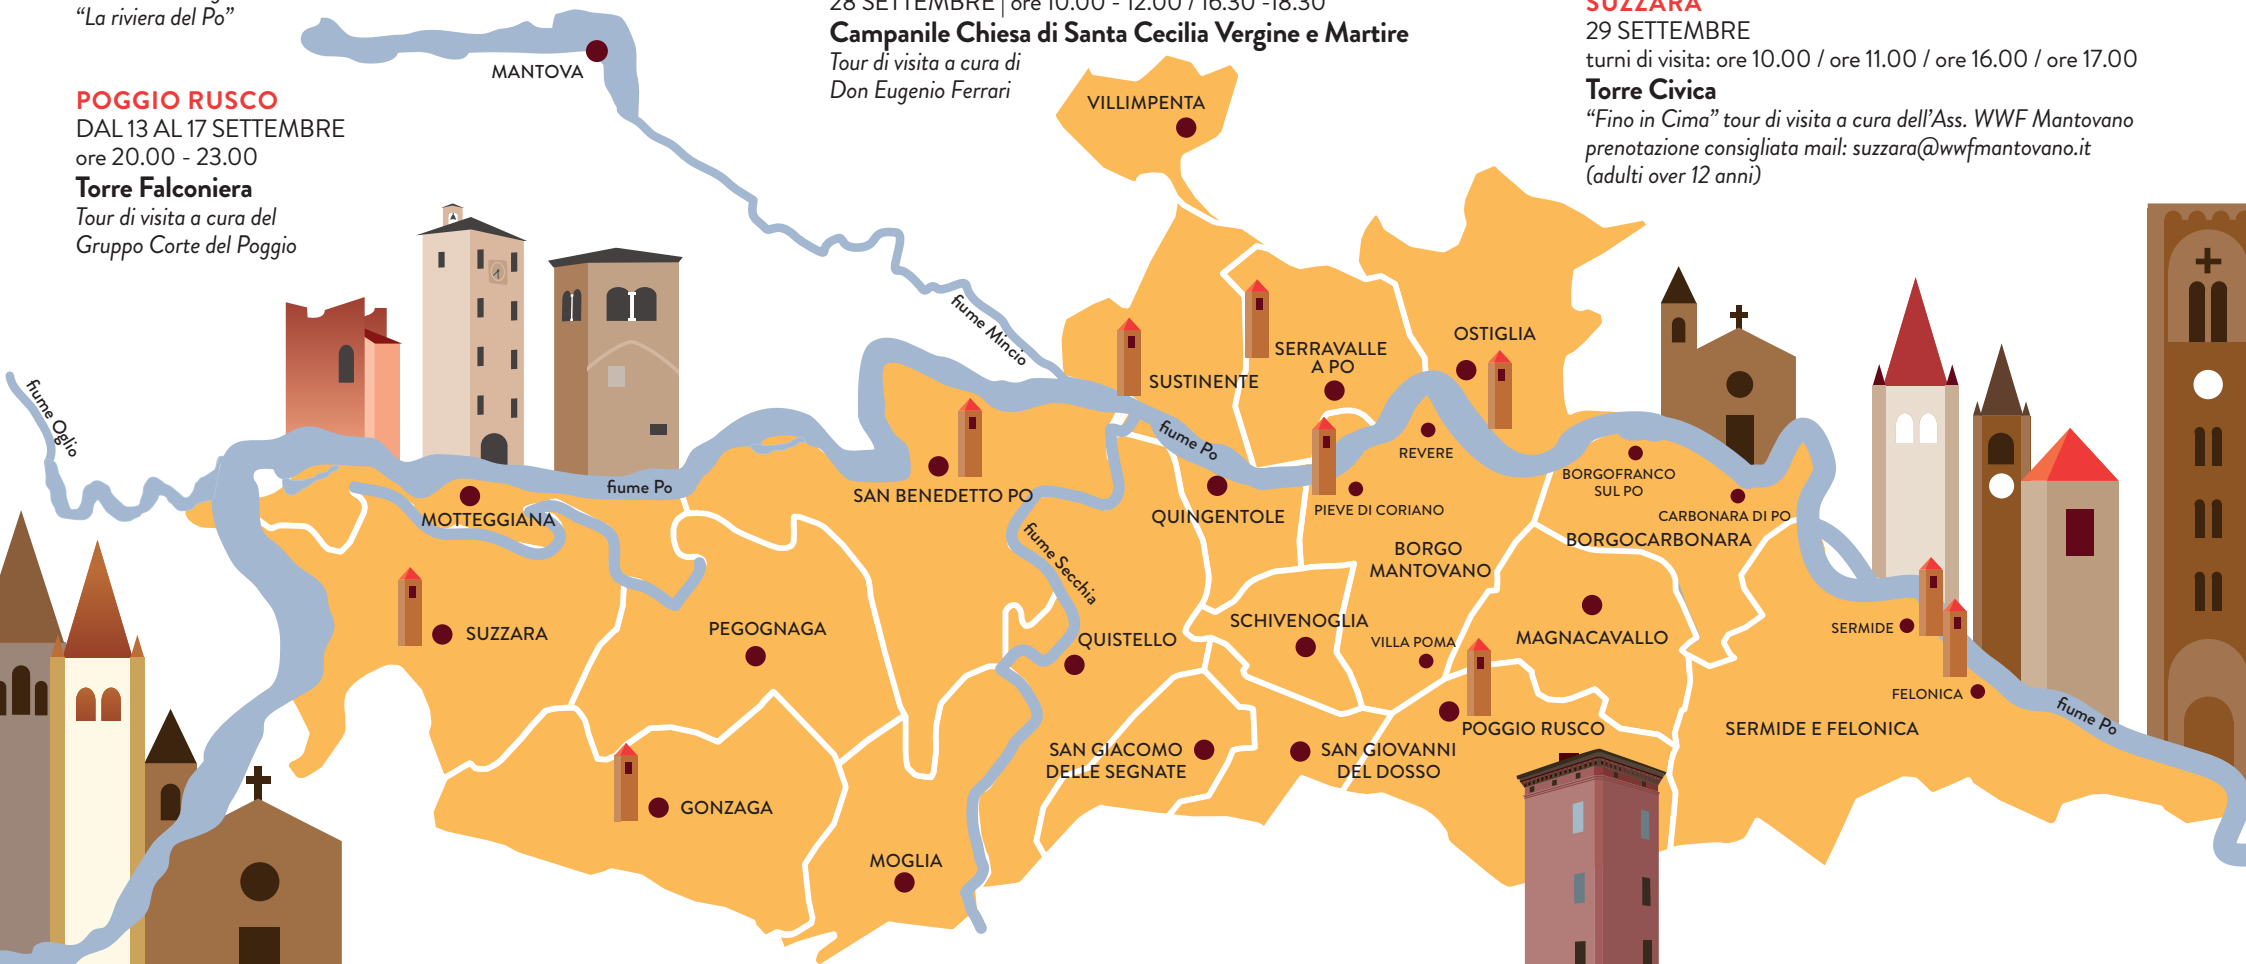 “La riviera del Po”
POGGIO RUSCO
DAL 13 AL 17 SETTEMBRE
ore 20.00 - 23.00
Torre Falconiera
Tour di visita a cura del
Gruppo Corte del Poggio
28 SETTEMBRE | ore 10.00 - 12.00 / 16.30 -18.30
Campanile Chiesa di Santa Cecilia Vergine e Martire
Tour di visita a cura di
Don Eugenio Ferrari
SUZZARA
29 SETTEMBRE
turni di visita: ore 10.00 / ore 11.00 / ore 16.00 / ore 17.00
Torre Civica
“Fino in Cima” tour di visita a cura dell’Ass. WWF Mantovano
prenotazione consigliata mail: suzzara@wwfmantovano.it
(adulti over 12 anni)
MANTOVA
VILLIMPENTA
fiume Mincio
fiume Oglio
OSTIGLIA
SERRAVALLE
A PO
SUSTINENTE
fiume Po
REVERE
BORGOFRANCO
SUL PO
fiume Po
SAN BENEDETTO PO
MOTTEGGIANA
QUINGENTOLE
PIEVE DI CORIANO
CARBONARA DI PO
BORGOCARBONARA
BORGO
MANTOVANO
fiume Secchia
SUZZARA
PEGOGNAGA
QUISTELLO
SCHIVENOGLIA
VILLA POMA
MAGNACAVALLO
SERMIDE
FELONICA
fiume Po
POGGIO RUSCO
SERMIDE E FELONICA
SAN GIACOMO
DELLE SEGNATE
SAN GIOVANNI
DEL DOSSO
GONZAGA
MOGLIA